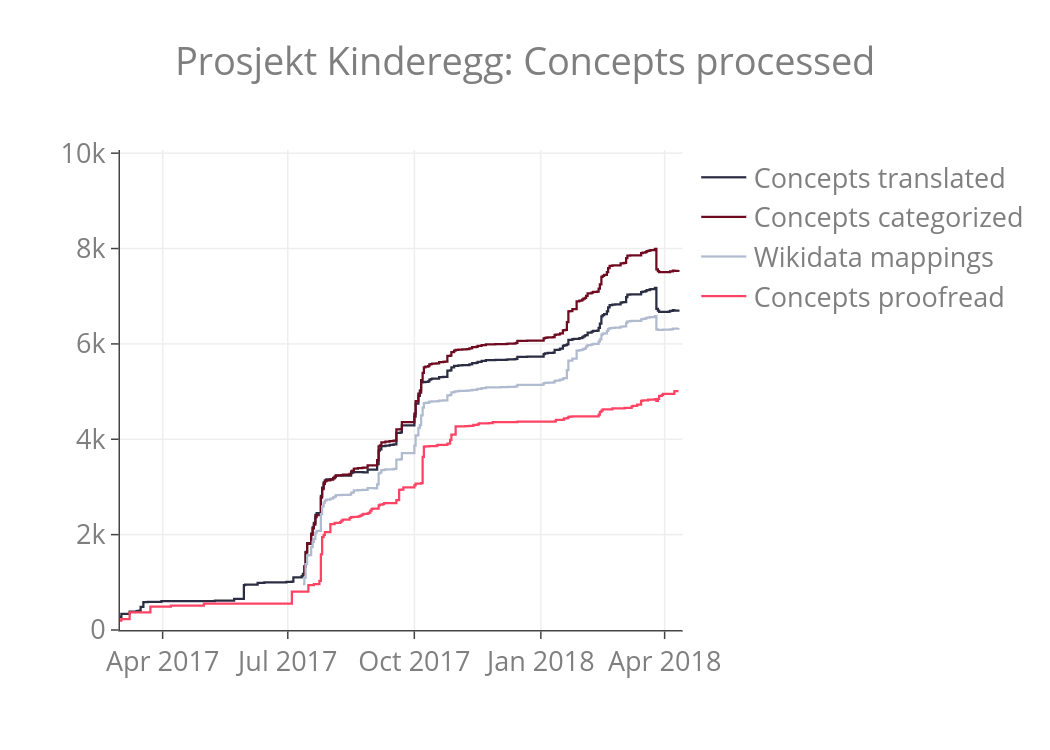 Prosjekt Kinderegg: Concepts processed
10k
8k
6k
4k
2k
0
Apr 2017
Jul 2017
Oct 2017
Jan 2018
Apr 2018
Concepts translated
Concepts categorized
Wikidata mappings
Concepts proofread